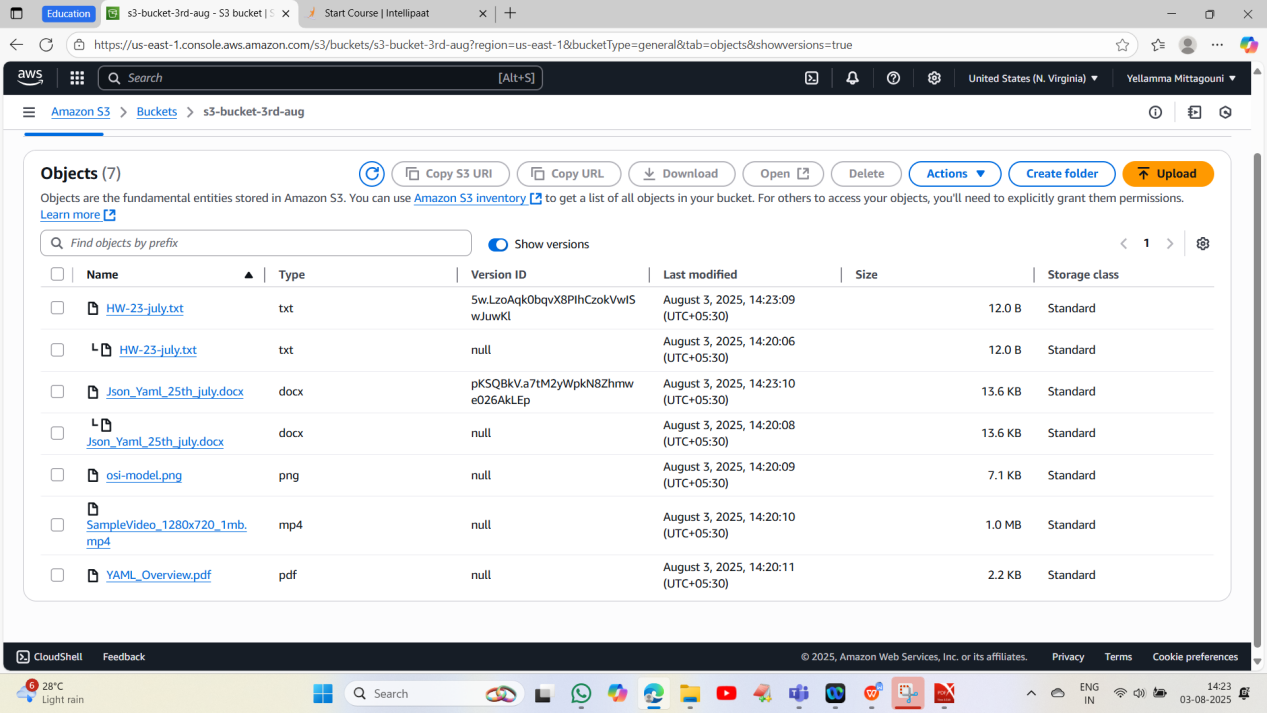 Education
s3-bucket-3rd-aug - S3 bucket | S
Start Course | Intellipaat
https://us-east-1.console.aws.amazon.com/s3/buckets/s3-bucket-3rd-aug?region=us-east-1&bucketType=general&tab=objects&showversions=true
aws
Search [Alt+S]
United States (N. Virginia)
Yellamma Mittagouni
Amazon S3 > Buckets > s3-bucket-3rd-aug
Objects (7)
Copy S3 URI
Copy URL
Download
Open
Delete
Actions
Create folder
Upload
Objects are the fundamental entities stored in Amazon S3. You can use Amazon S3 inventory to get a list of all objects in your bucket. For others to access your objects, you'll need to explicitly grant them permissions.
Learn more
Find objects by prefix
Show versions
1
Name Type Version ID Last modified Size Storage class
HW-23-july.txt txt 5w.LzoAqk0bqvX8PIhCzokVwIS August 3, 2025, 14:23:09 12.0 B Standard
wJuwKl (UTC+05:30)
HW-23-july.txt txt null August 3, 2025, 14:20:06 12.0 B Standard
(UTC+05:30)
Json_Yaml_25th_july.docx docx pKSQBkV.a7tM2yWpkN8Zhmw August 3, 2025, 14:23:10 13.6 KB Standard
e026AkLEp (UTC+05:30)
Json_Yaml_25th_july.docx docx null August 3, 2025, 14:20:08 13.6 KB Standard
(UTC+05:30)
osi-model.png png null August 3, 2025, 14:20:09 7.1 KB Standard
(UTC+05:30)
SampleVideo_1280x720_1mb. mp4 null August 3, 2025, 14:20:10 1.0 MB Standard
mp4 (UTC+05:30)
YAML_Overview.pdf pdf null August 3, 2025, 14:20:11 2.2 KB Standard
(UTC+05:30)
CloudShell
Feedback
© 2025, Amazon Web Services, Inc. or its affiliates.
Privacy
Terms
Cookie preferences
6
28°C
Light rain
Search
ENG
IN
14:23
03-08-2025